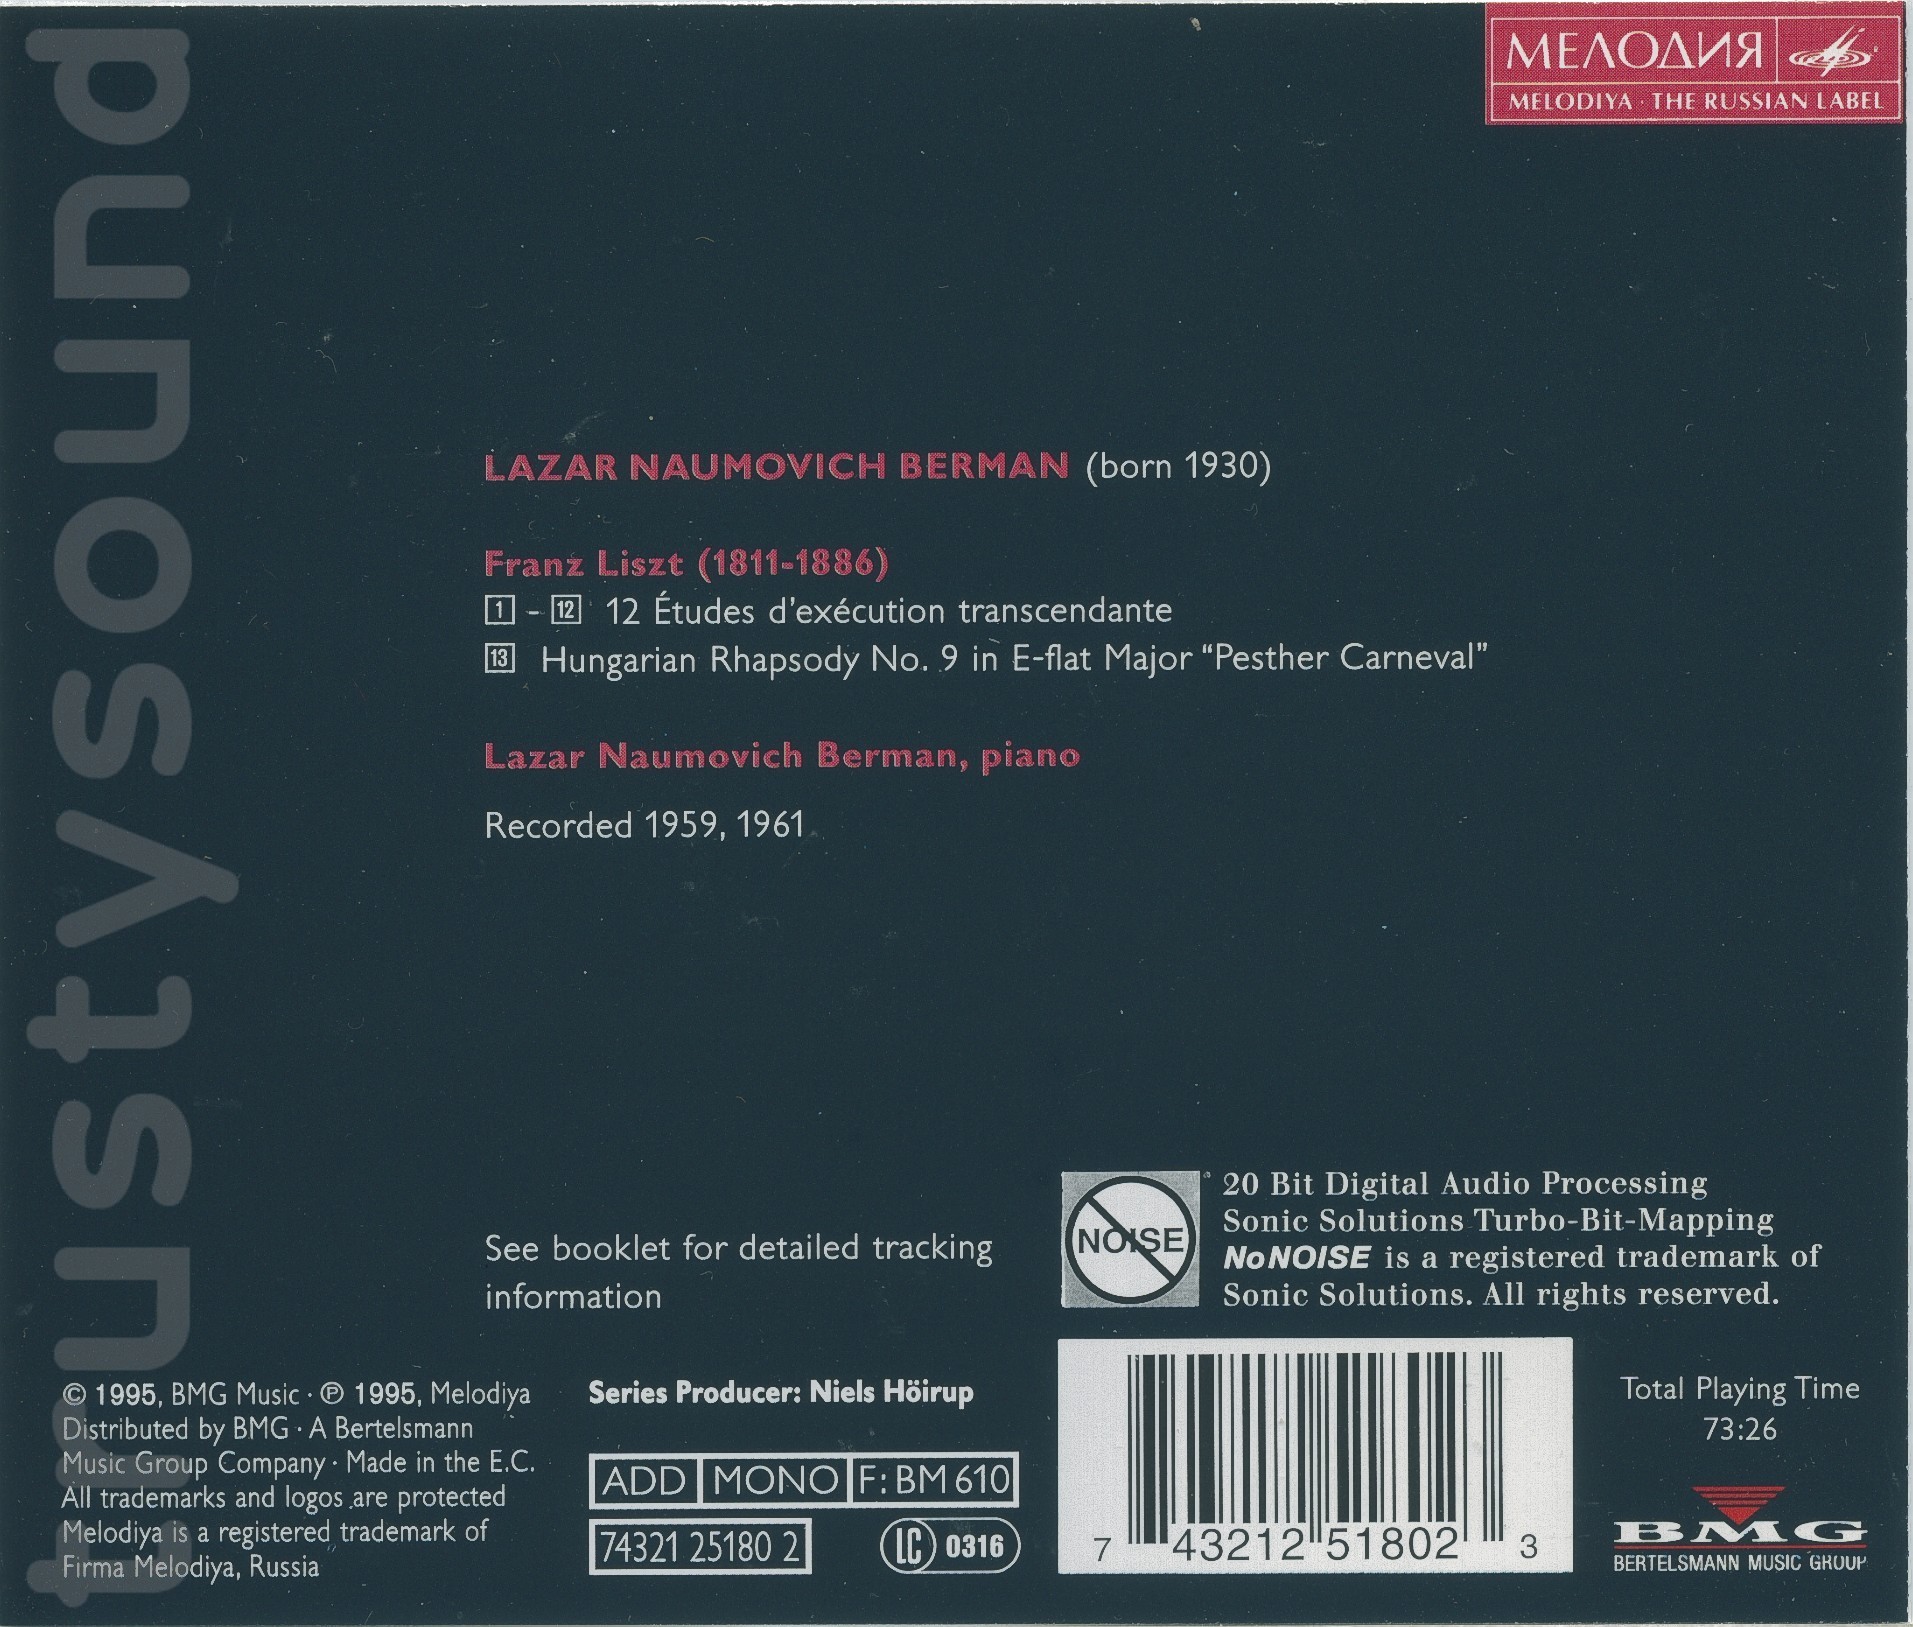 МЕЛОДИЯ
MELODIYA · THE RUSSIAN LABEL
trustysound
LAZAR NAUMOVICH BERMAN (born 1930)
Franz Liszt (1811-1886)
1 - 12 12 Études d'exécution transcendante
13 Hungarian Rhapsody No. 9 in E-flat Major “Pesther Carneval”
Lazar Naumovich Berman, piano
Recorded 1959, 1961
See booklet for detailed tracking
information
NOISE
20 Bit Digital Audio Processing
Sonic Solutions Turbo-Bit-Mapping
NoNOISE is a registered trademark of
Sonic Solutions. All rights reserved.
© 1995, BMG Music · ℗ 1995, Melodiya
Distributed by BMG · A Bertelsmann
Music Group Company · Made in the E.C.
All trademarks and logos are protected
Melodiya is a registered trademark of
Firma Melodiya, Russia
Series Producer: Niels Höirup
ADD MONO F: BM 610
74321 25180 2
LC 0316
7 43212 51802 3
Total Playing Time
73:26
BMG
BERTELSMANN MUSIC GROUP